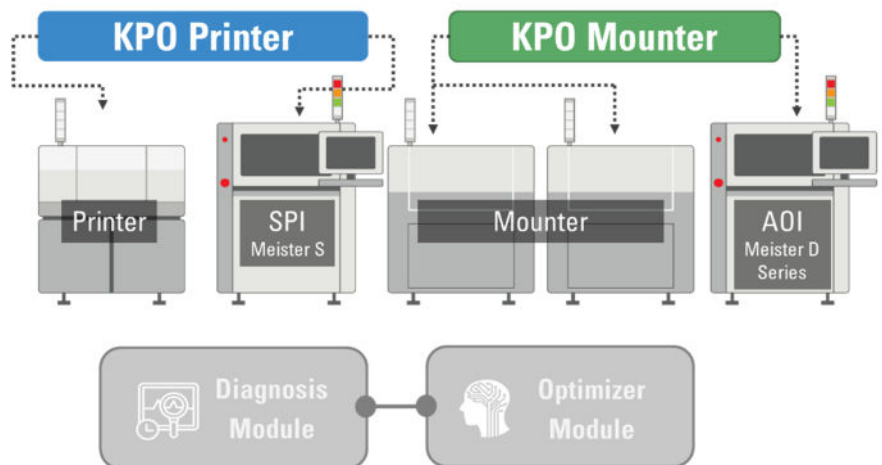 KPO Printer
KPO Mounter
Printer
SPI
Meister S
Mounter
AOI
Meister D
Series
Diagnosis
Module
Optimizer
Module